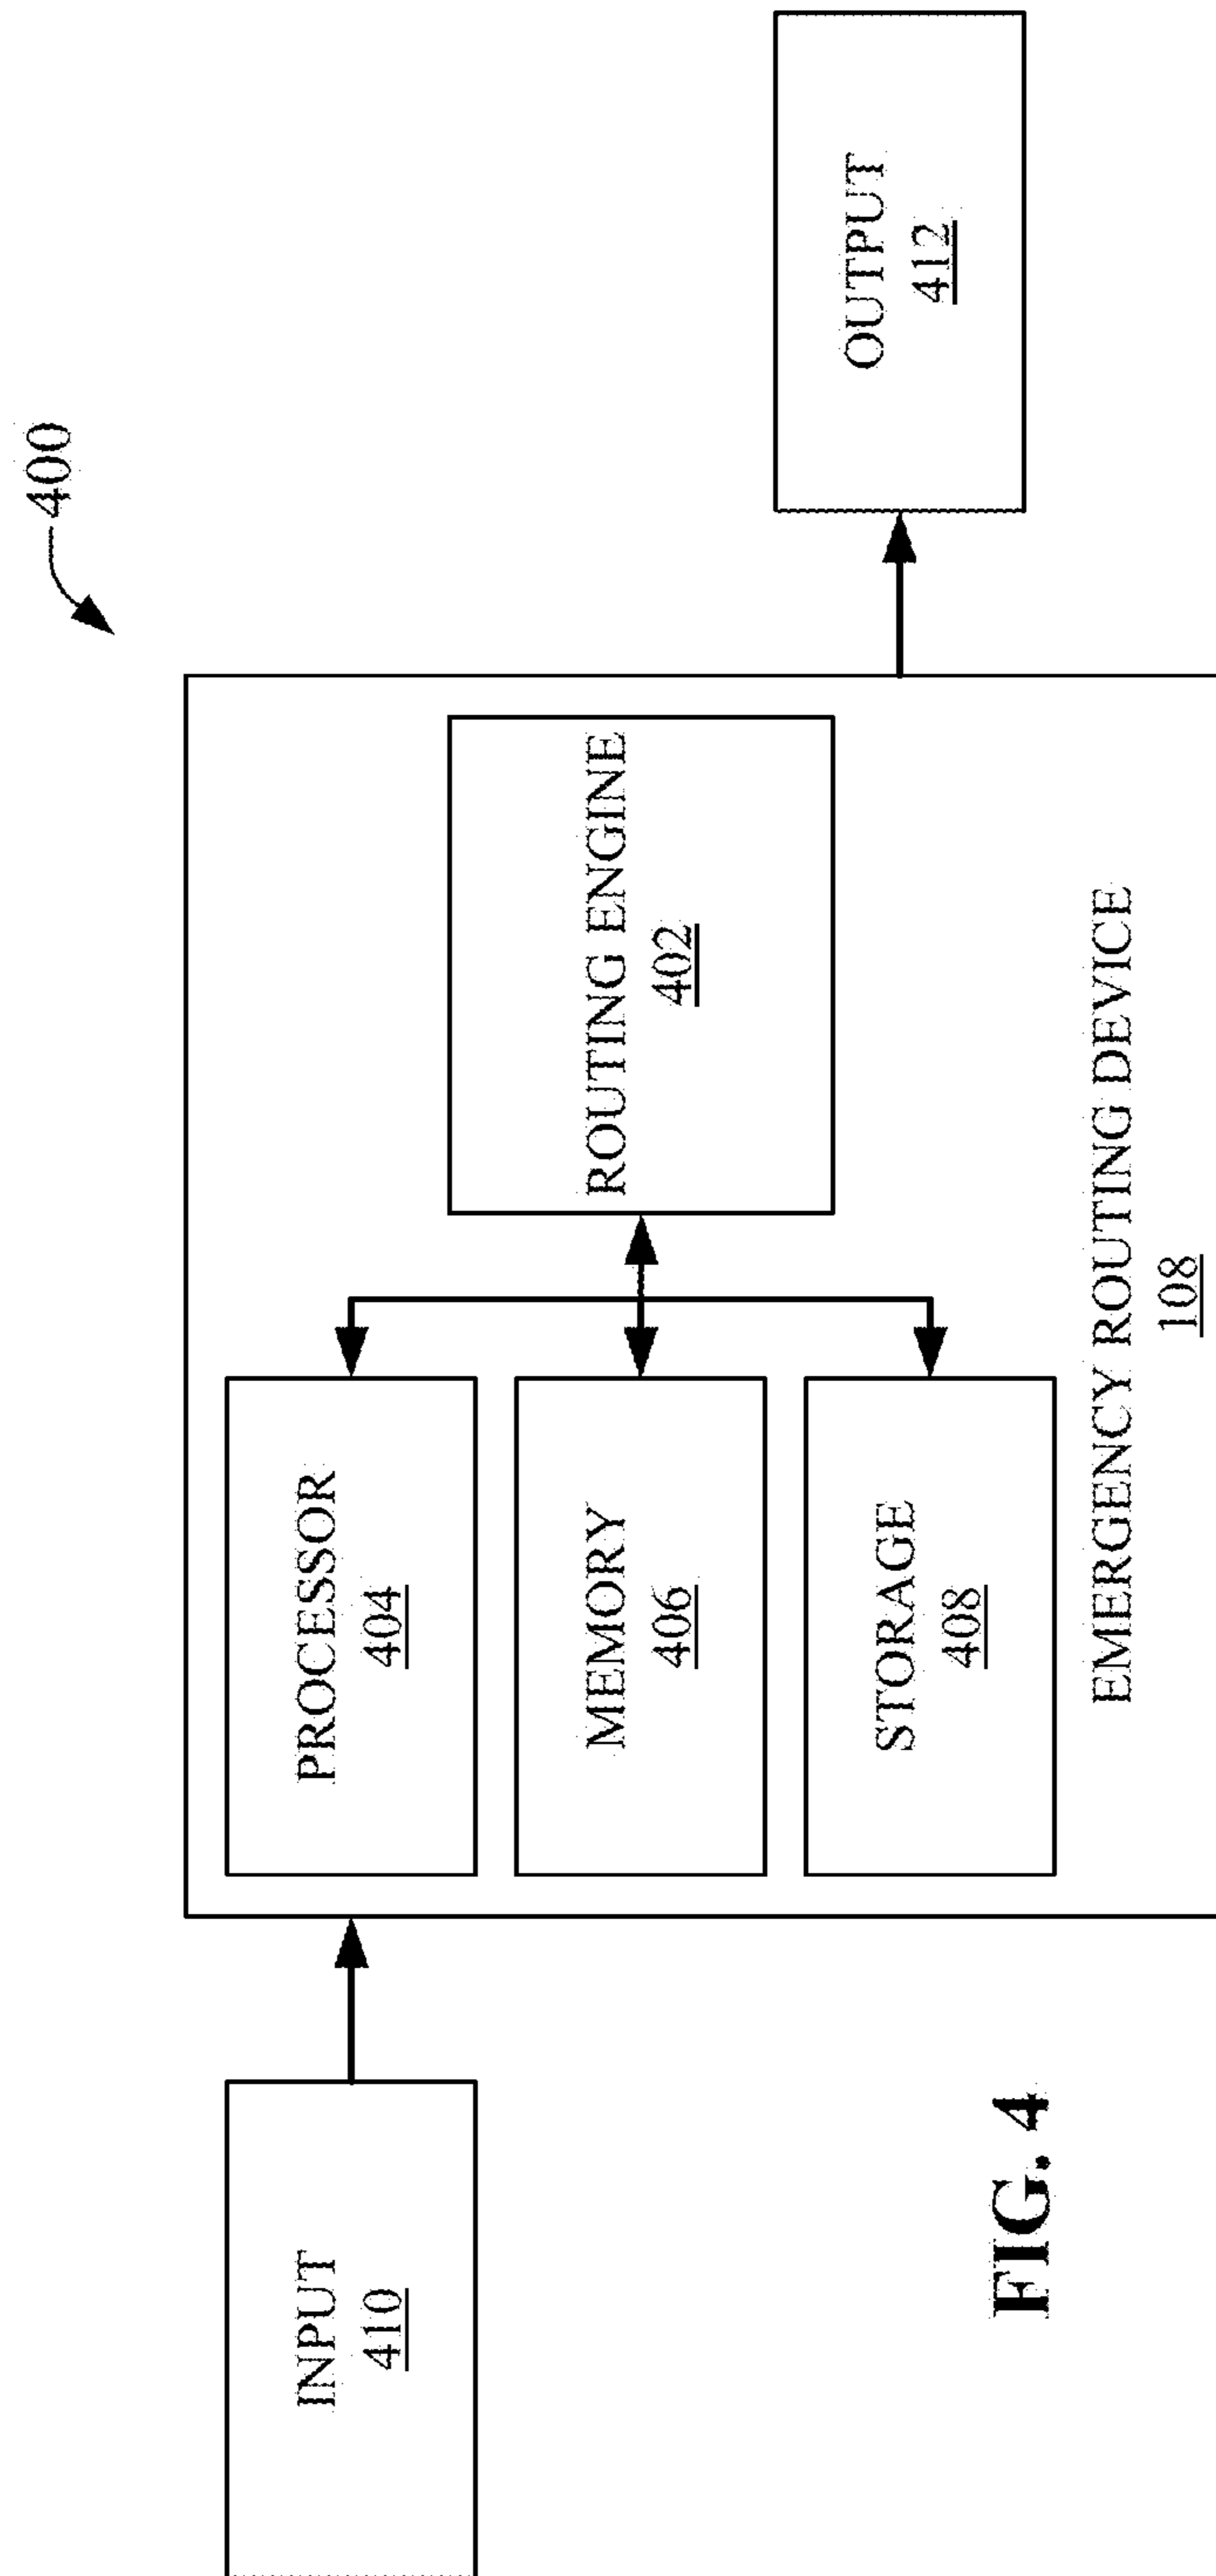 400
INPUT
410
PROCESSOR
404
MEMORY
406
STORAGE
408
ROUTING ENGINE
402
EMERGENCY ROUTING DEVICE
108
OUTPUT
412
FIG. 4